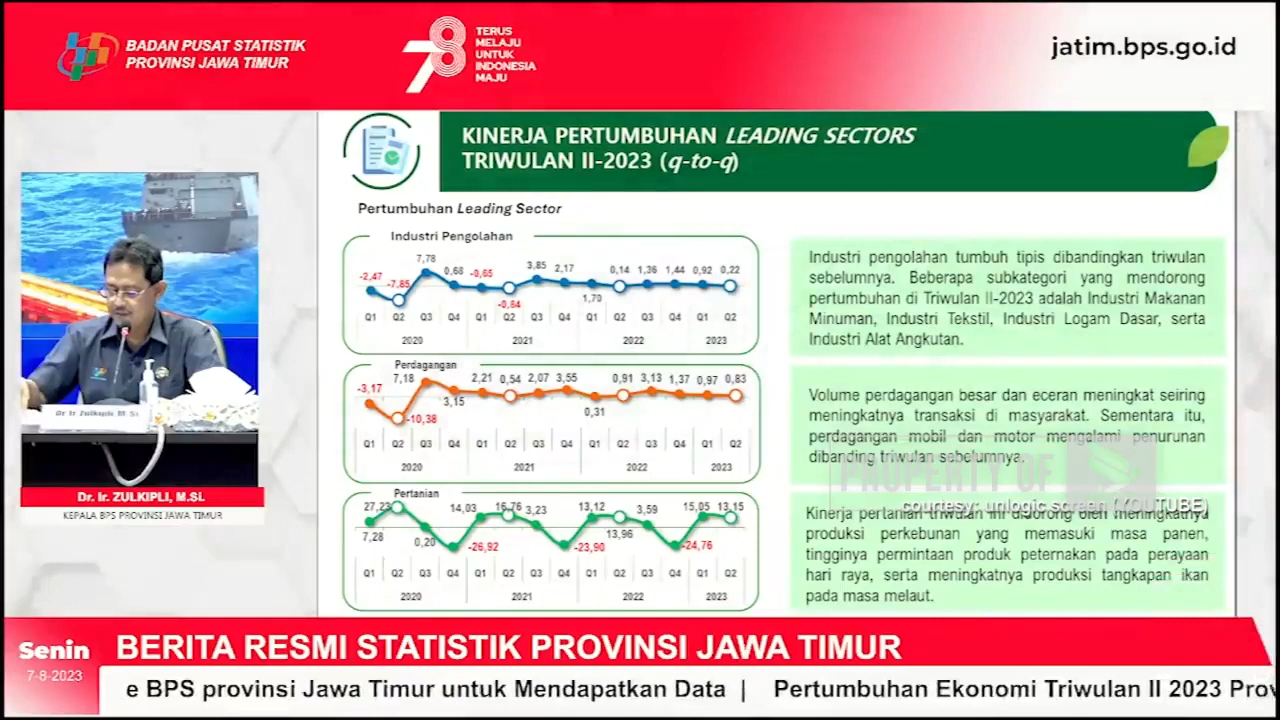 BADAN PUSAT STATISTIK
PROVINSI JAWA TIMUR
78
TERUS
MELAJU
UNTUK
INDONESIA
MAJU
jatim.bps.go.id
KINERJA PERTUMBUHAN LEADING SECTORS
TRIWULAN II-2023 (q-to-q)
Pertumbuhan Leading Sector
Industri Pengolahan
-2,47 -7,85 7,78 0,68 -0,65 -0,84 3,85 2,17 1,70 0,14 1,36 1,44 0,92 0,22
Q1 Q2 Q3 Q4 Q1 Q2 Q3 Q4 Q1 Q2 Q3 Q4 Q1 Q2
2020 2021 2022 2023
Industri pengolahan tumbuh tipis dibandingkan triwulan
sebelumnya. Beberapa subkategori yang mendorong
pertumbuhan di Triwulan II-2023 adalah Industri Makanan
Minuman, Industri Tekstil, Industri Logam Dasar, serta
Industri Alat Angkutan.
Perdagangan
-3,17 -10,38 7,18 3,15 2,21 0,54 2,07 3,55 0,31 0,91 3,13 1,37 0,97 0,83
Q1 Q2 Q3 Q4 Q1 Q2 Q3 Q4 Q1 Q2 Q3 Q4 Q1 Q2
2020 2021 2022 2023
Volume perdagangan besar dan eceran meningkat seiring
meningkatnya transaksi di masyarakat. Sementara itu,
perdagangan mobil dan motor mengalami penurunan
dibanding triwulan sebelumnya.
PROPERTY OF
courtesy: unlogic screen (YOUTUBE)
Pertanian
7,28 27,23 0,20 -26,92 14,03 16,76 3,23 -23,90 13,12 13,96 3,59 -24,76 15,05 13,15
Q1 Q2 Q3 Q4 Q1 Q2 Q3 Q4 Q1 Q2 Q3 Q4 Q1 Q2
2020 2021 2022 2023
Kinerja pertanian triwulan ini didorong oleh meningkatnya
produksi perkebunan yang memasuki masa panen,
tingginya permintaan produk peternakan pada perayaan
hari raya, serta meningkatnya produksi tangkapan ikan
pada masa melaut.
Dr. Ir. Zulkipli, M.Si.
Dr. Ir. ZULKIPLI, M.Si.
KEPALA BPS PROVINSI JAWA TIMUR
Senin
7-8-2023
BERITA RESMI STATISTIK PROVINSI JAWA TIMUR
e BPS provinsi Jawa Timur untuk Mendapatkan Data | Pertumbuhan Ekonomi Triwulan II 2023 Prov